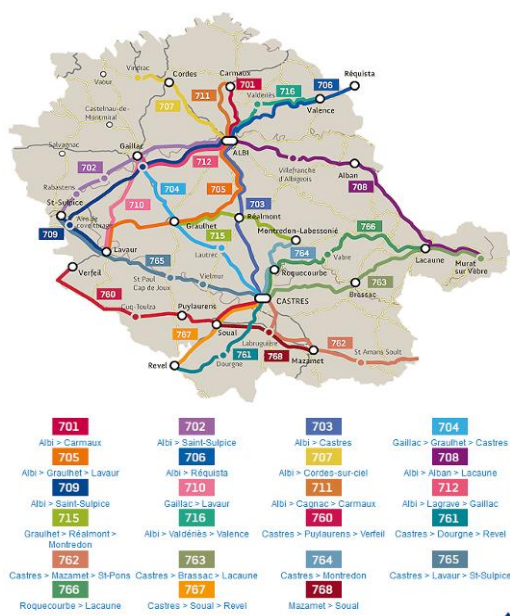 Vindrac
Cordes
Vaour
Carmaux
701
Réquista
711
716
706
Valdériès
Valence
Castelnau-de-
Montmiral
707
Salvagnac
Gaillac
ALBI
712
702
Rabastens
Villefranche
d'Albigeois
Alban
708
704
705
703
St-Sulpice
710
Réalmont
Montredon-Labessonié
Aire de
covoiturage
709
Graulhet
715
764
766
Lavaur
Lautrec
Vabre
Lacaune
Verfeil
765
Roquecourbe
Murat
sur Vèbre
St Paul
Cap de Joux
Vielmur
763
760
CASTRES
Brassac
Cuq-Toulza
Puylaurens
Soual
767
Labruguière
762
768
Revel
761
Dourgne
Mazamet
St Amans Soult
701
Albi > Carmaux
702
Albi > Saint-Sulpice
703
Albi > Castres
704
Gaillac > Graulhet > Castres
705
Albi > Graulhet > Lavaur
706
Albi > Réquista
707
Albi > Cordes-sur-ciel
708
Albi > Alban > Lacaune
709
Albi > Saint-Sulpice
710
Gaillac > Lavaur
711
Albi > Cagnac > Carmaux
712
Albi > Lagrave > Gaillac
715
Graulhet > Réalmont >
Montredon
716
Albi > Valdériès > Valence
760
Castres > Puylaurens > Verfeil
761
Castres > Dourgne > Revel
762
Castres > Mazamet > St-Pons
763
Castres > Brassac > Lacaune
764
Castres > Montredon
765
Castres > Lavaur > St-Sulpice
766
Roquecourbe > Lacaune
767
Castres > Soual > Revel
768
Mazamet > Soual